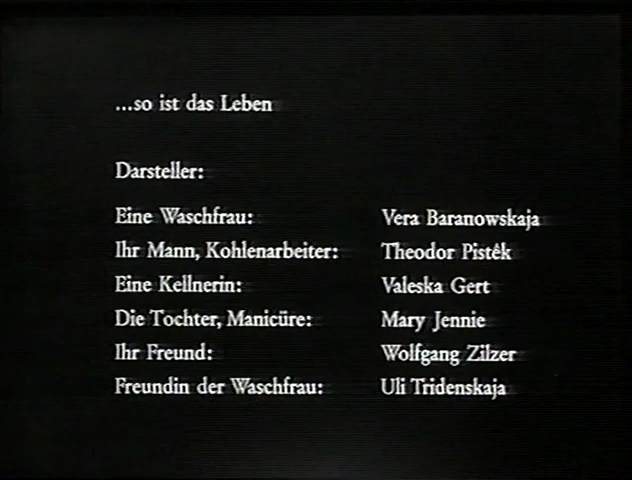 ...so ist das Leben
Darsteller:
Eine Waschfrau: Vera Baranowskaja
Ihr Mann, Kohlenarbeiter: Theodor Pistêk
Eine Kellnerin: Valeska Gert
Die Tochter, Manicüre: Mary Jennie
Ihr Freund: Wolfgang Zilzer
Freundin der Waschfrau: Uli Tridenskaja